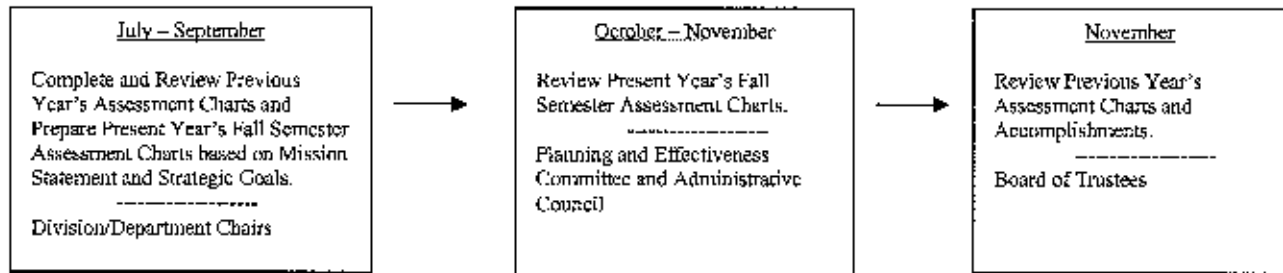 July – September
Complete and Review Previous
Year's Assessment Charts and
Prepare Present Year's Fall Semester
Assessment Charts based on Mission
Statement and Strategic Goals.
--------------------
Division/Department Chairs
October – November
Review Present Year's Fall
Semester Assessment Charts.
--------------------
Planning and Effectiveness
Committee and Administrative
Council
November
Review Previous Year's
Assessment Charts and
Accomplishments.
--------------------
Board of Trustees